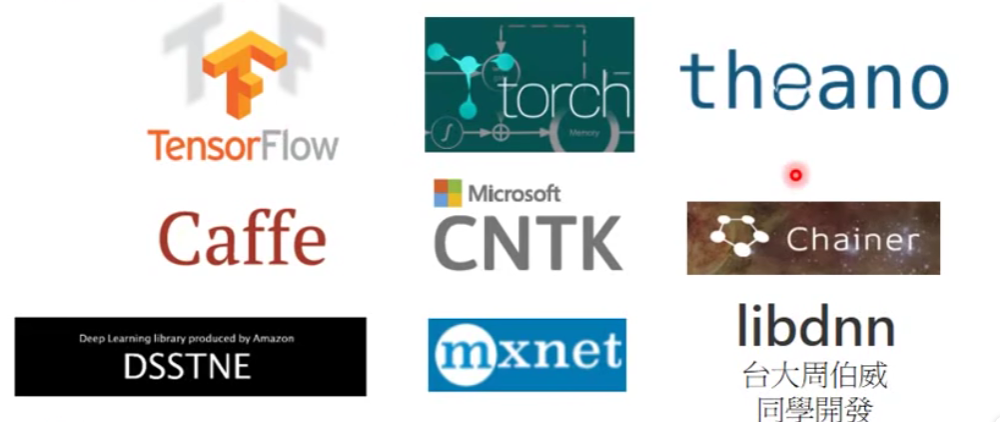 TensorFlow
torch
Memory
theano
Caffe
Microsoft
CNTK
Chainer
Deep Learning library produced by Amazon
DSSTNE
mxnet
libdnn
台大周伯威
同學開發